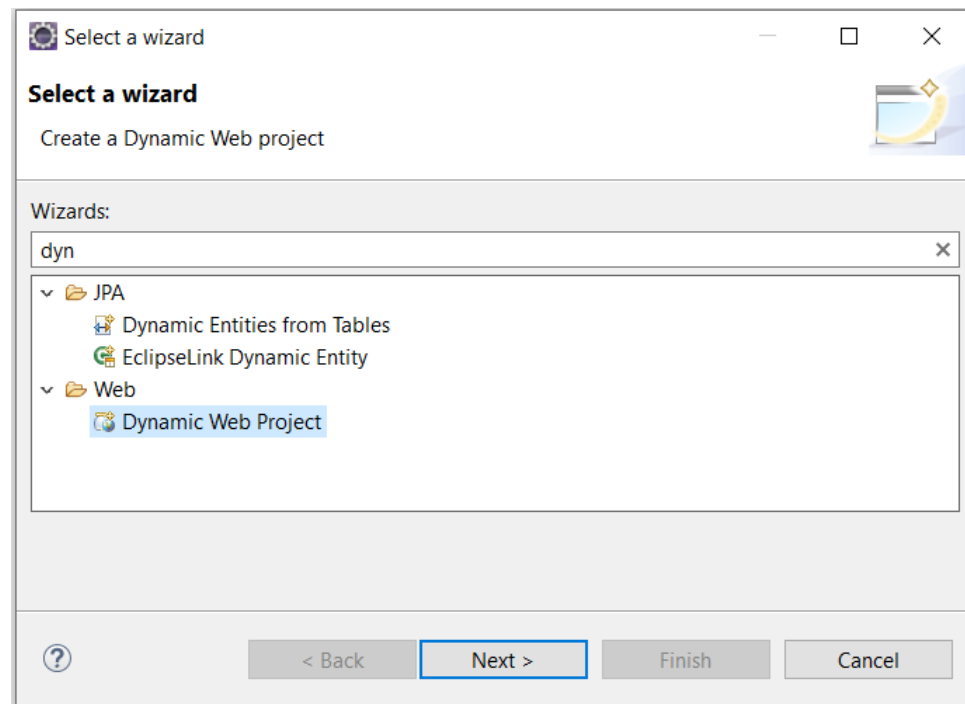 Select a wizard
Select a wizard
Create a Dynamic Web project
Wizards:
dyn
JPA
Dynamic Entities from Tables
EclipseLink Dynamic Entity
Web
Dynamic Web Project
? < Back Next > Finish Cancel